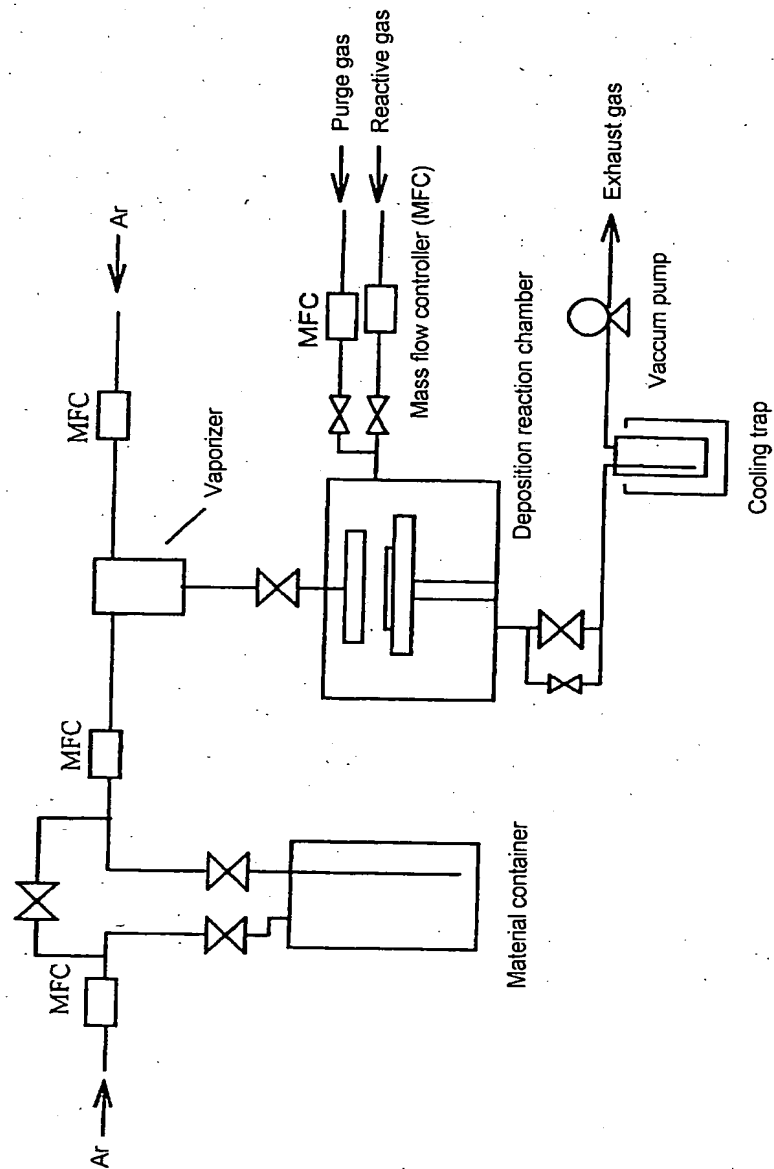 MFC
MFC
MFC
Ar
Ar
Vaporizer
MFC
Purge gas
Reactive gas
Mass flow controller (MFC)
Material container
Deposition reaction chamber
Exhaust gas
Vaccum pump
Cooling trap